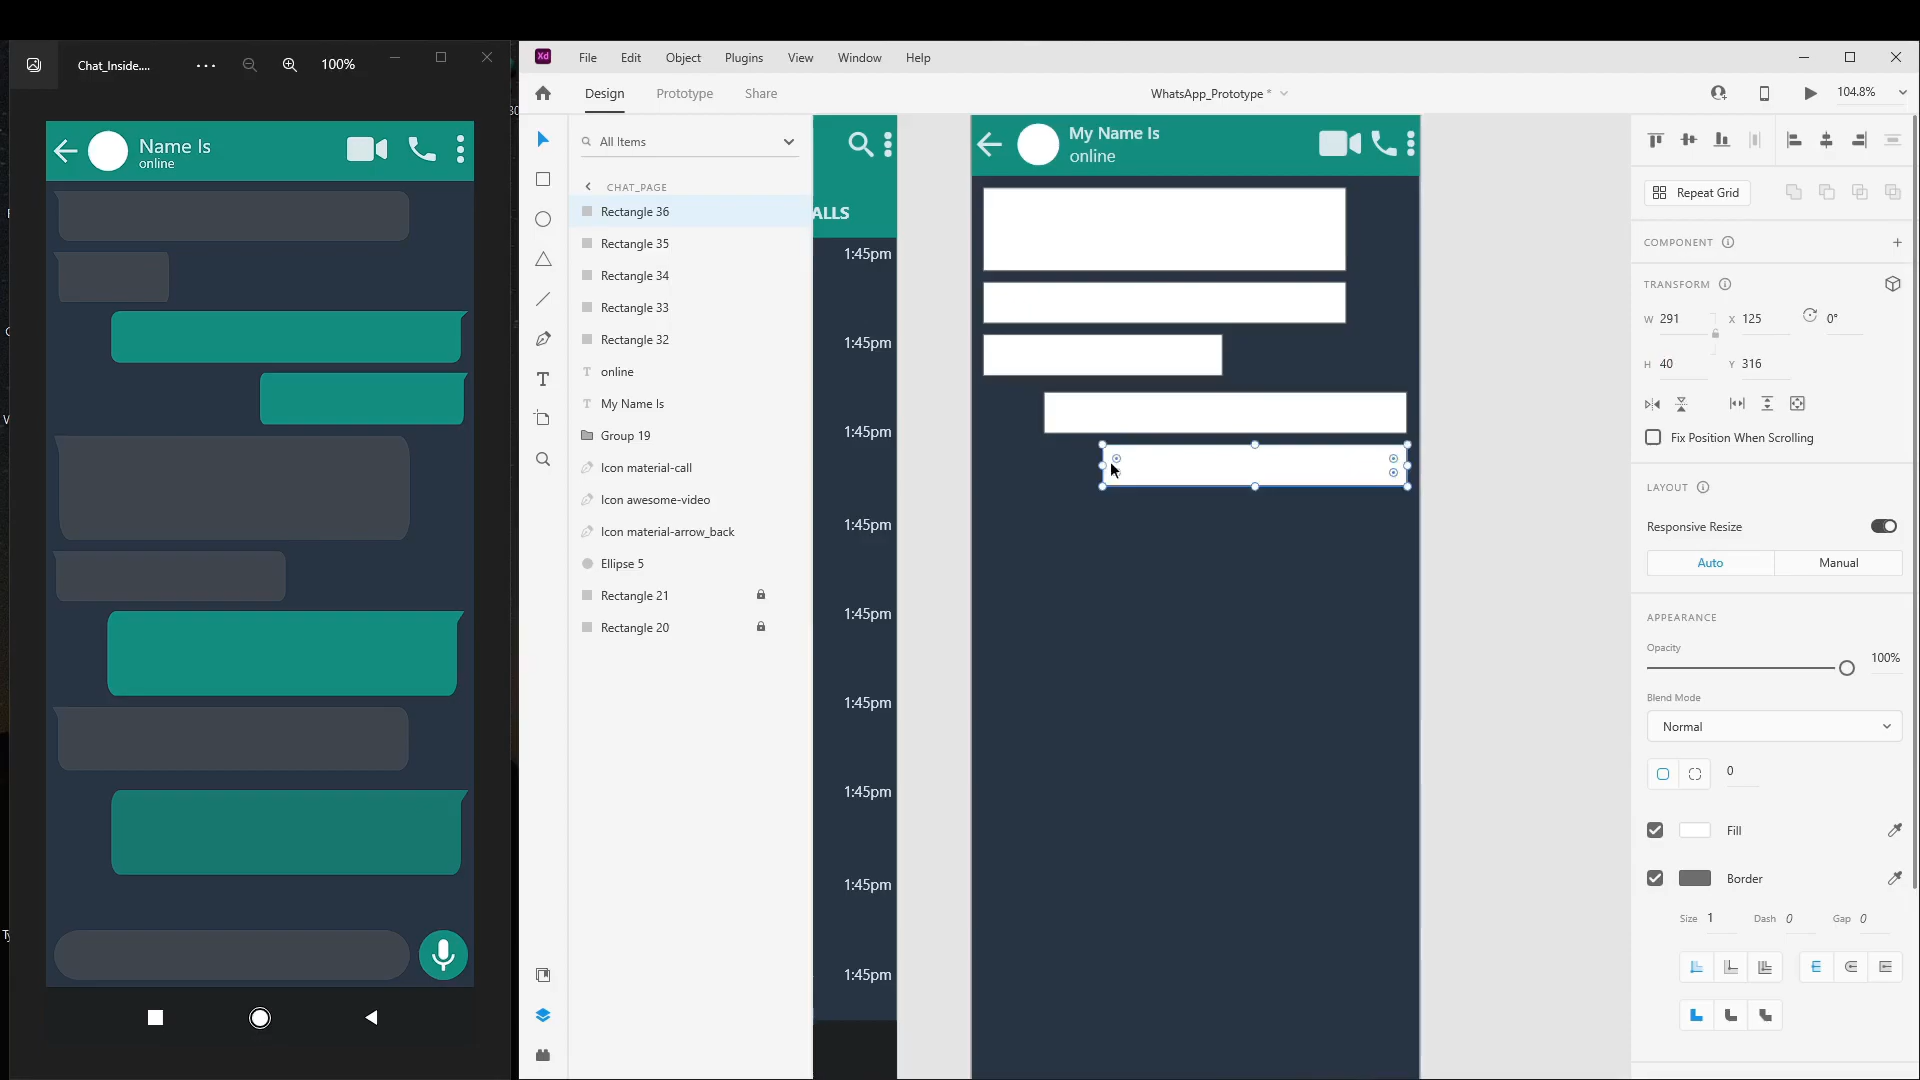 Chat_Inside....
100%
Name Is
online
File
Edit
Object
Plugins
View
Window
Help
Design
Prototype
Share
WhatsApp_Prototype *
104.8%
All Items
CHAT_PAGE
Rectangle 36
Rectangle 35
Rectangle 34
Rectangle 33
Rectangle 32
online
My Name Is
Group 19
Icon material-call
Icon awesome-video
Icon material-arrow_back
Ellipse 5
Rectangle 21
Rectangle 20
ALLS
1:45pm
1:45pm
1:45pm
1:45pm
1:45pm
1:45pm
1:45pm
1:45pm
1:45pm
My Name Is
online
Repeat Grid
COMPONENT
TRANSFORM
W 291
X 125
0°
H 40
Y 316
Fix Position When Scrolling
LAYOUT
Responsive Resize
Auto
Manual
APPEARANCE
Opacity
100%
Blend Mode
Normal
0
Fill
Border
Size 1
Dash 0
Gap 0